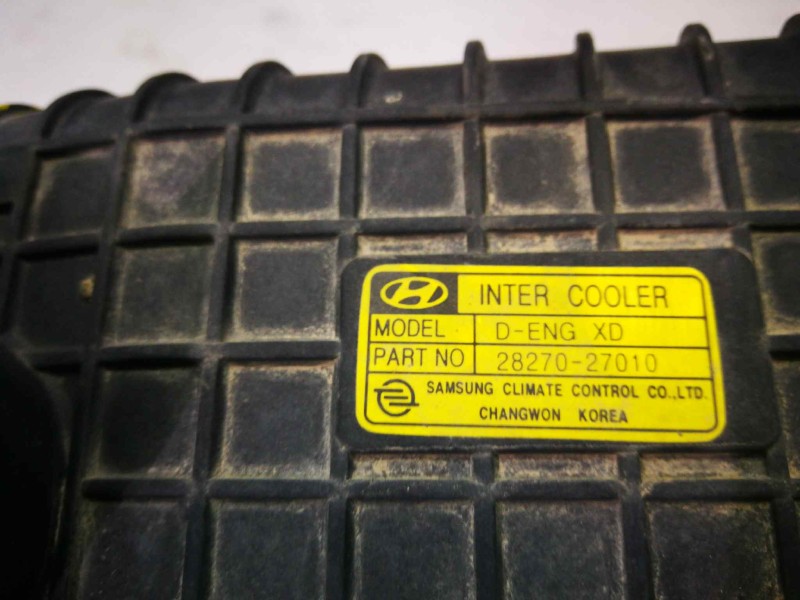 INTER COOLER
MODEL D-ENG XD
PART NO 28270-27010
SAMSUNG CLIMATE CONTROL CO.,LTD.
CHANGWON KOREA